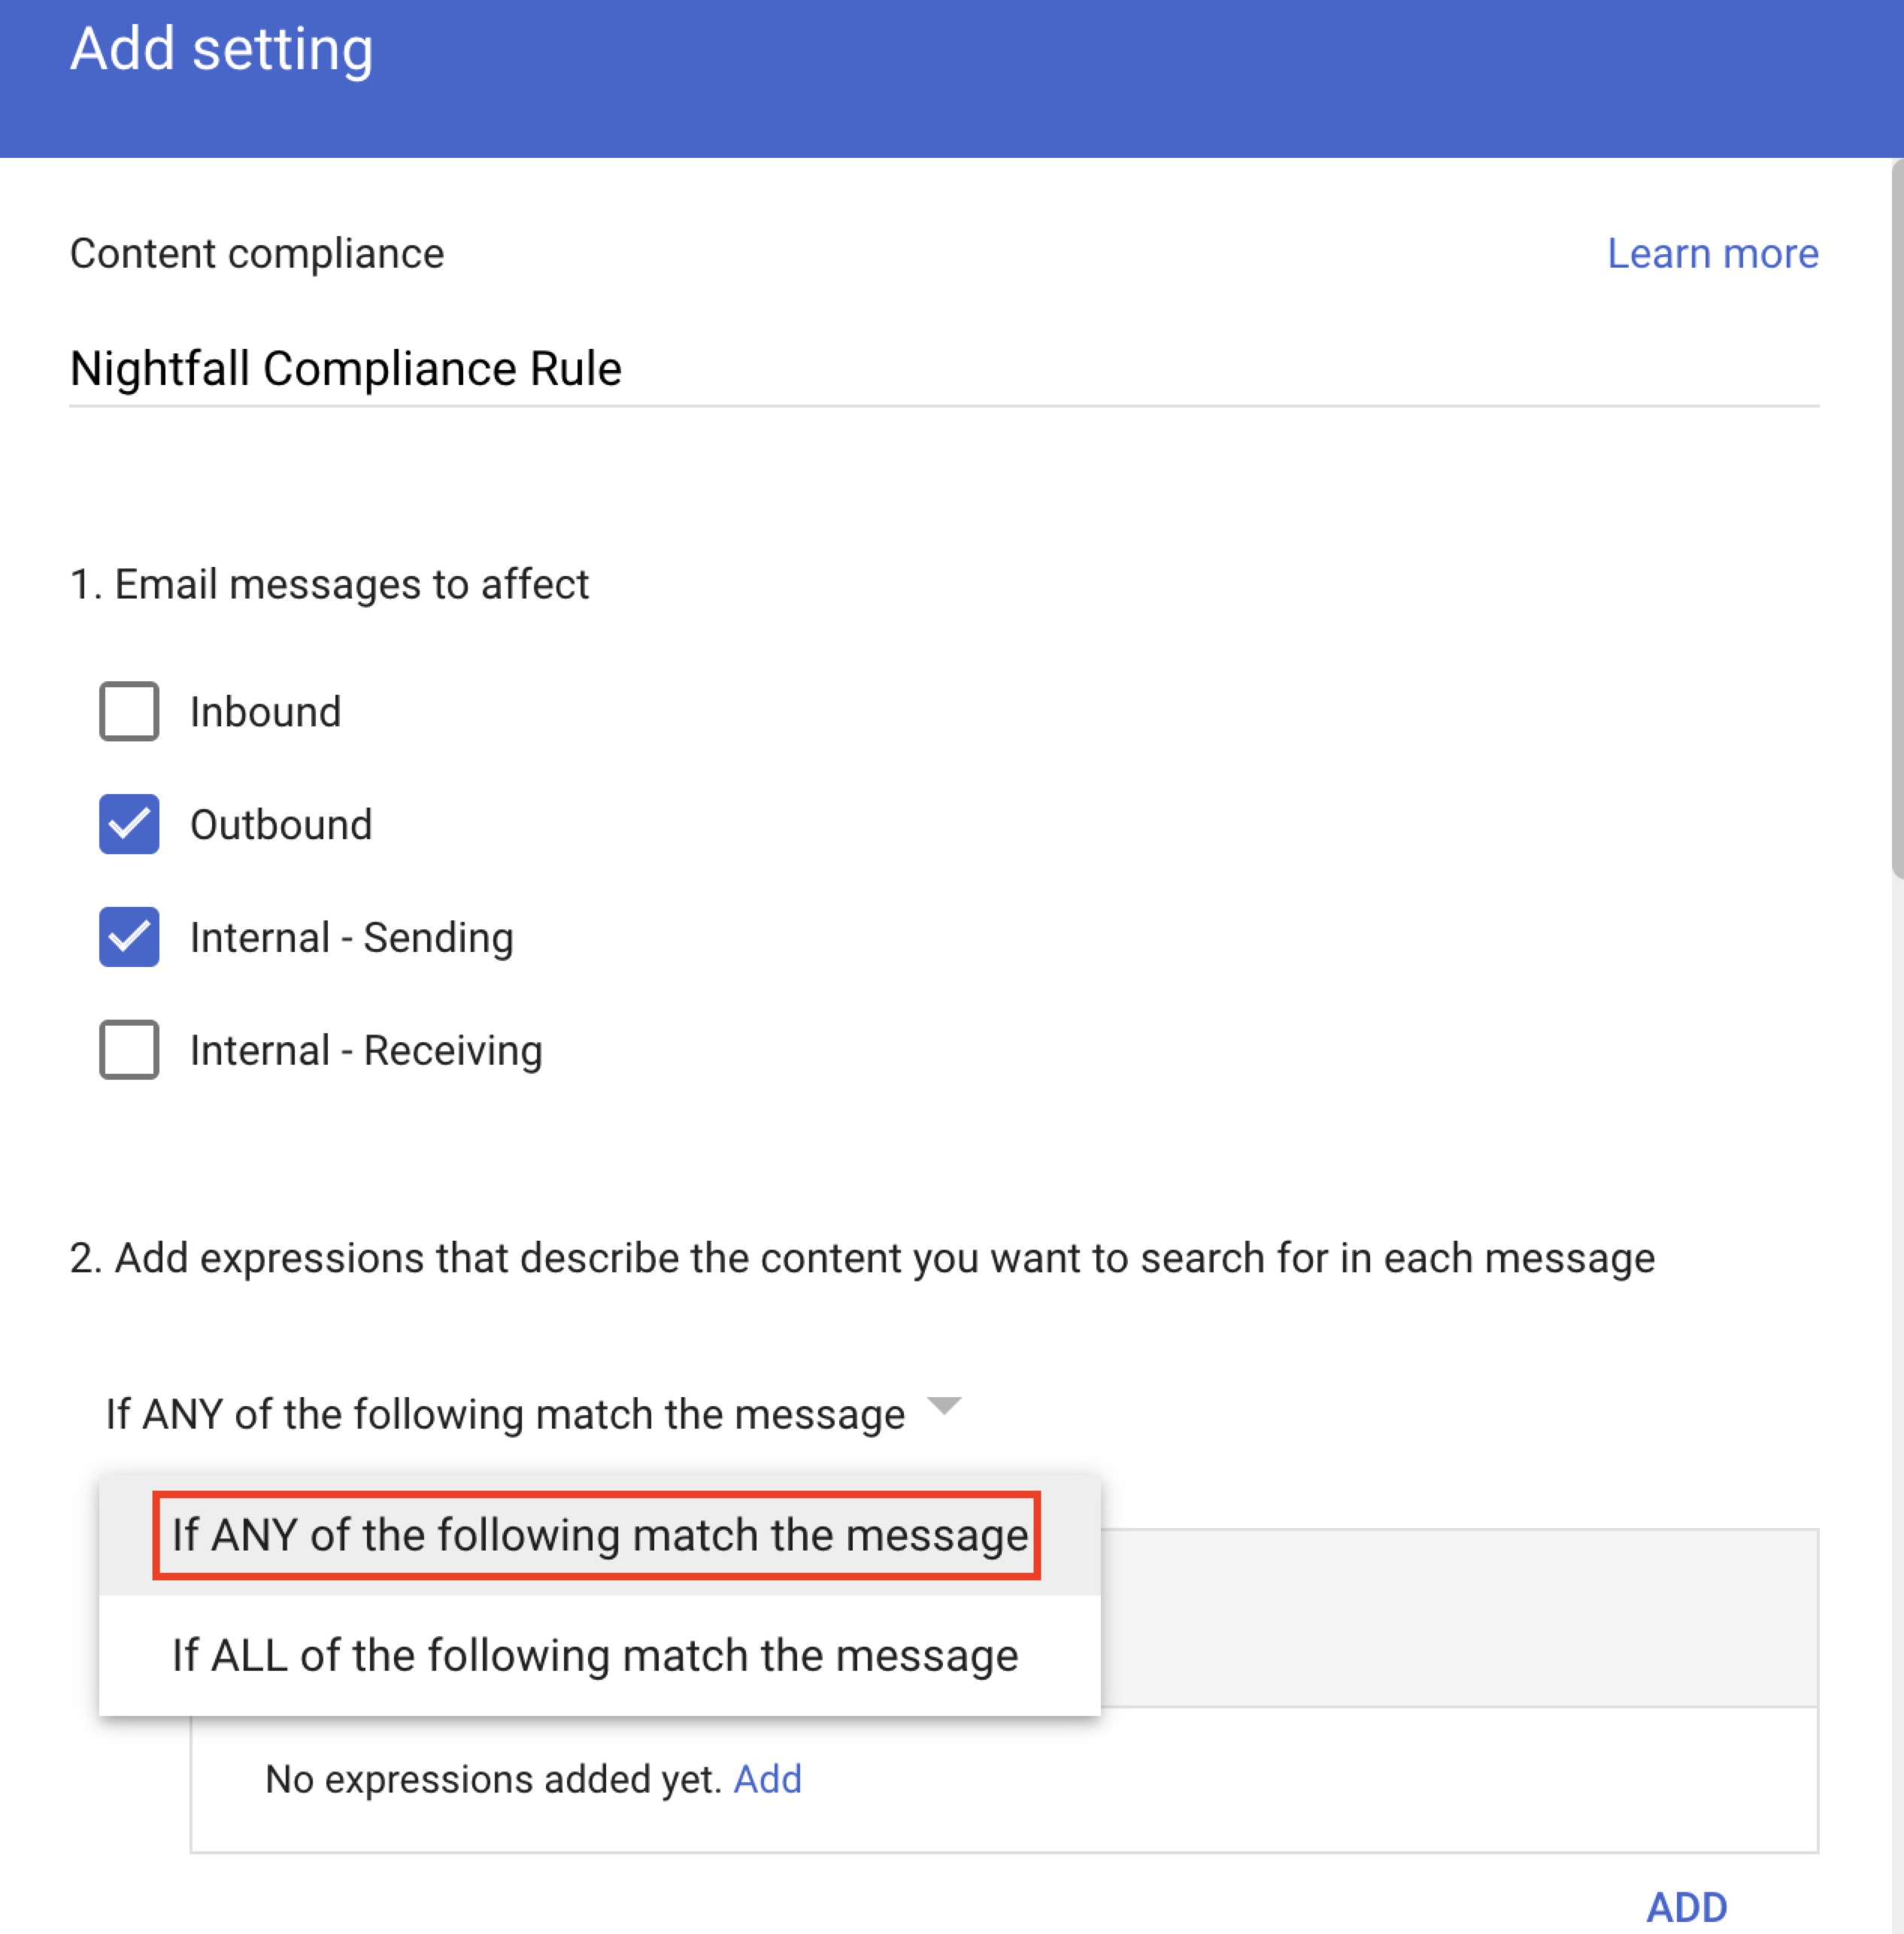 Add setting
Content compliance
Learn more
Nightfall Compliance Rule
1. Email messages to affect
Inbound
Outbound
Internal - Sending
Internal - Receiving
2. Add expressions that describe the content you want to search for in each message
If ANY of the following match the message
If ANY of the following match the message
If ALL of the following match the message
No expressions added yet. Add
ADD